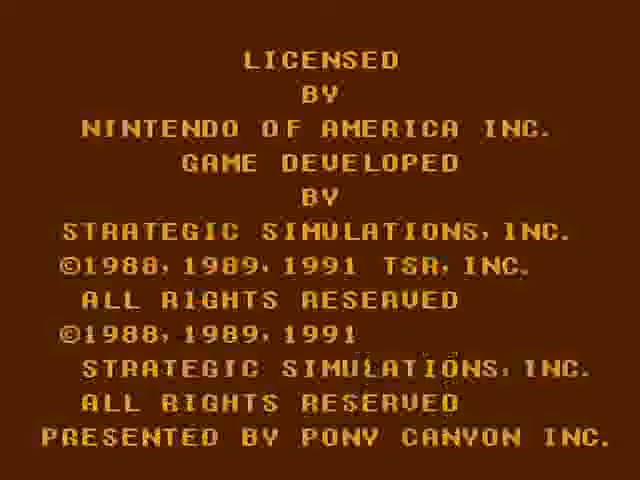 LICENSED
BY
NINTENDO OF AMERICA INC.
GAME DEVELOPED
BY
STRATEGIC SIMULATIONS, INC.
©1988, 1989, 1991 TSR, INC.
ALL RIGHTS RESERVED
©1988, 1989, 1991
STRATEGIC SIMULATIONS, INC.
ALL RIGHTS RESERVED
PRESENTED BY PONY CANYON INC.